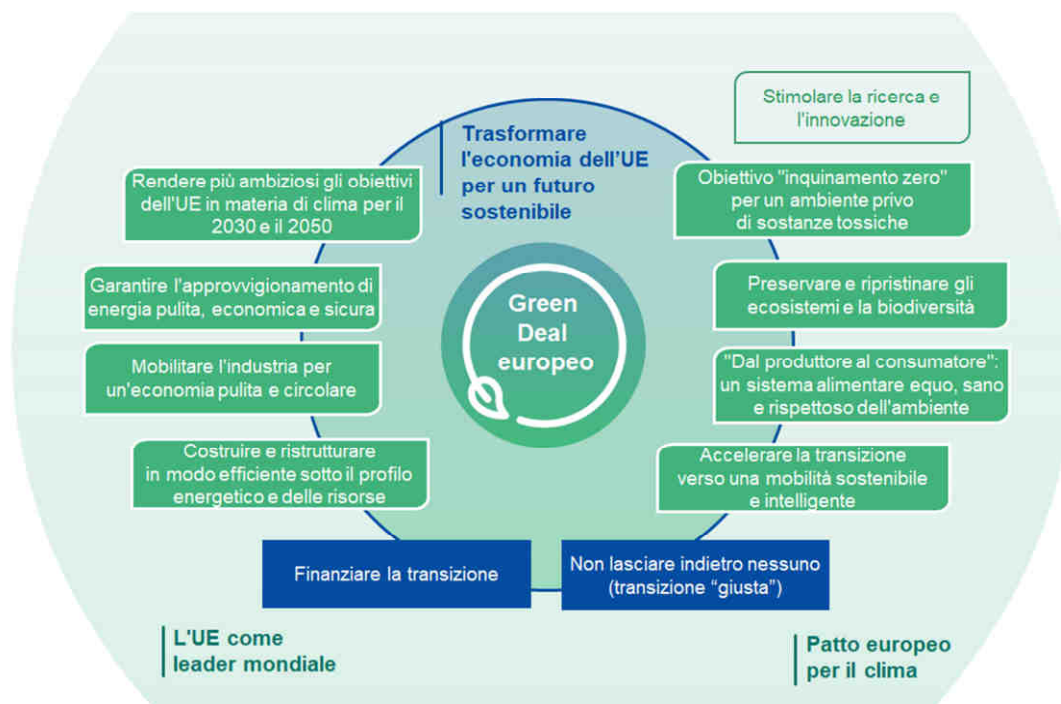 Stimolare la ricerca e
l'innovazione
Trasformare
l'economia dell'UE
per un futuro
sostenibile
Rendere più ambiziosi gli obiettivi
dell'UE in materia di clima per il
2030 e il 2050
Obiettivo "inquinamento zero"
per un ambiente privo
di sostanze tossiche
Garantire l'approvvigionamento di
energia pulita, economica e sicura
Preservare e ripristinare gli
ecosistemi e la biodiversità
Green
Deal
europeo
Mobilitare l'industria per
un'economia pulita e circolare
"Dal produttore al consumatore":
un sistema alimentare equo, sano
e rispettoso dell'ambiente
Costruire e ristrutturare
in modo efficiente sotto il profilo
energetico e delle risorse
Accelerare la transizione
verso una mobilità sostenibile
e intelligente
Finanziare la transizione
Non lasciare indietro nessuno
(transizione “giusta”)
L'UE come
leader mondiale
Patto europeo
per il clima